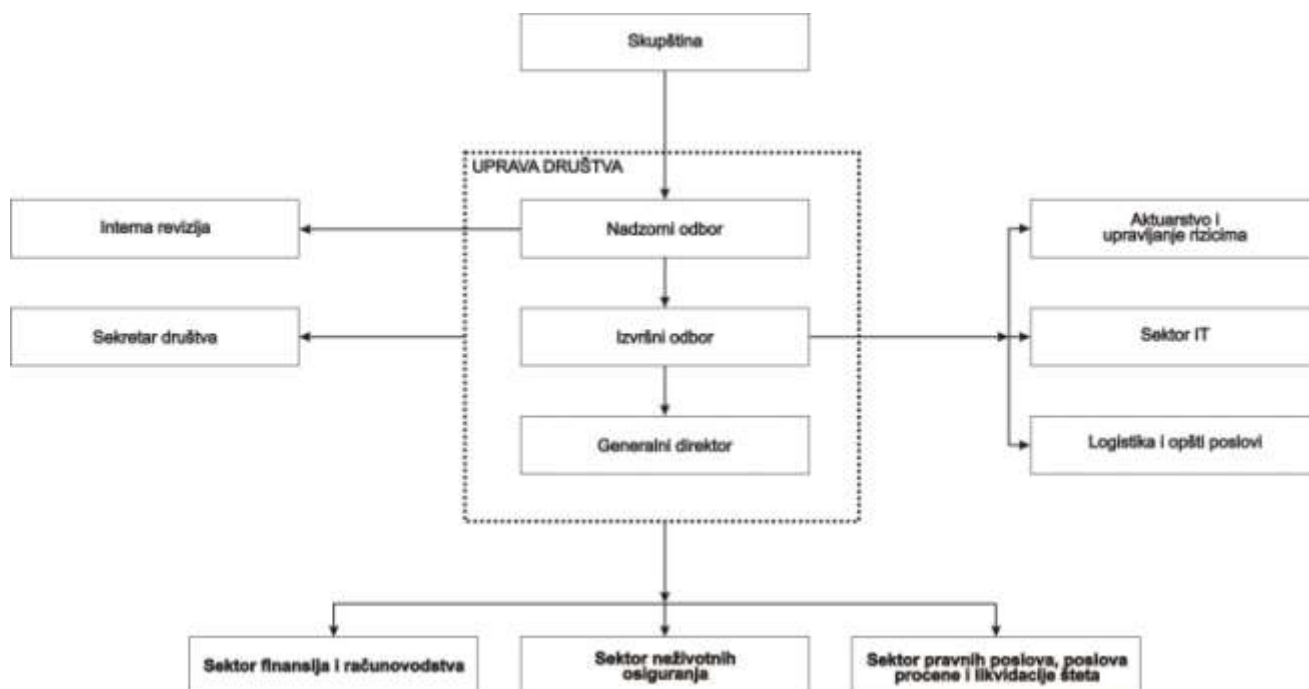 Skupština
UPRAVA DRUŠTVA
Interna revizija
Nadzorni odbor
Aktuarstvo i
upravljanje rizicima
Sekretar društva
Izvršni odbor
Sektor IT
Generalni direktor
Logistika i opšti poslovi
Sektor finansija i računovodstva
Sektor neživotnih
osiguranja
Sektor pravnih poslova, poslova
procene i likvidacije šteta